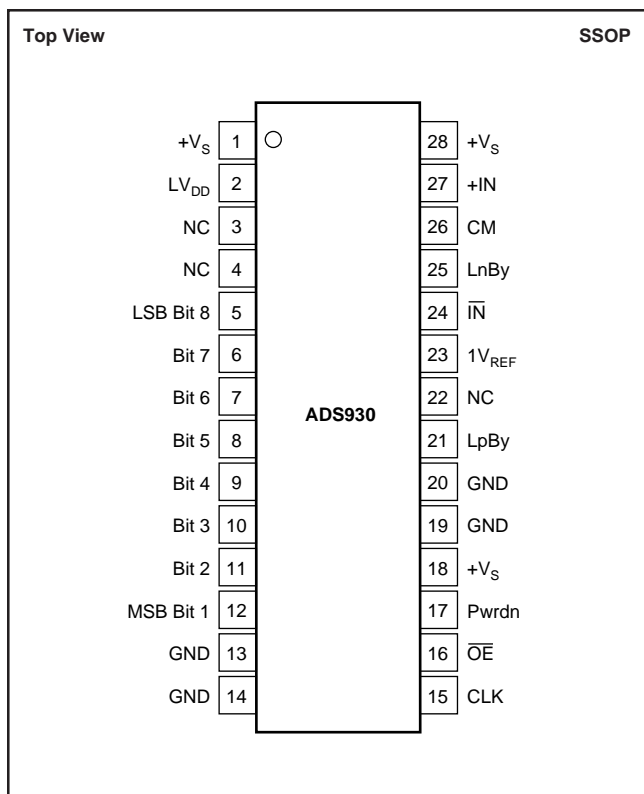 Top View SSOP
+VS 1 28 +VS
LVDD 2 27 +IN
NC 3 26 CM
NC 4 25 LnBy
LSB Bit 8 5 24 I̅N̅
Bit 7 6 23 1VREF
Bit 6 7 22 NC
ADS930
Bit 5 8 21 LpBy
Bit 4 9 20 GND
Bit 3 10 19 GND
Bit 2 11 18 +VS
MSB Bit 1 12 17 Pwrdn
GND 13 16 O̅E̅
GND 14 15 CLK